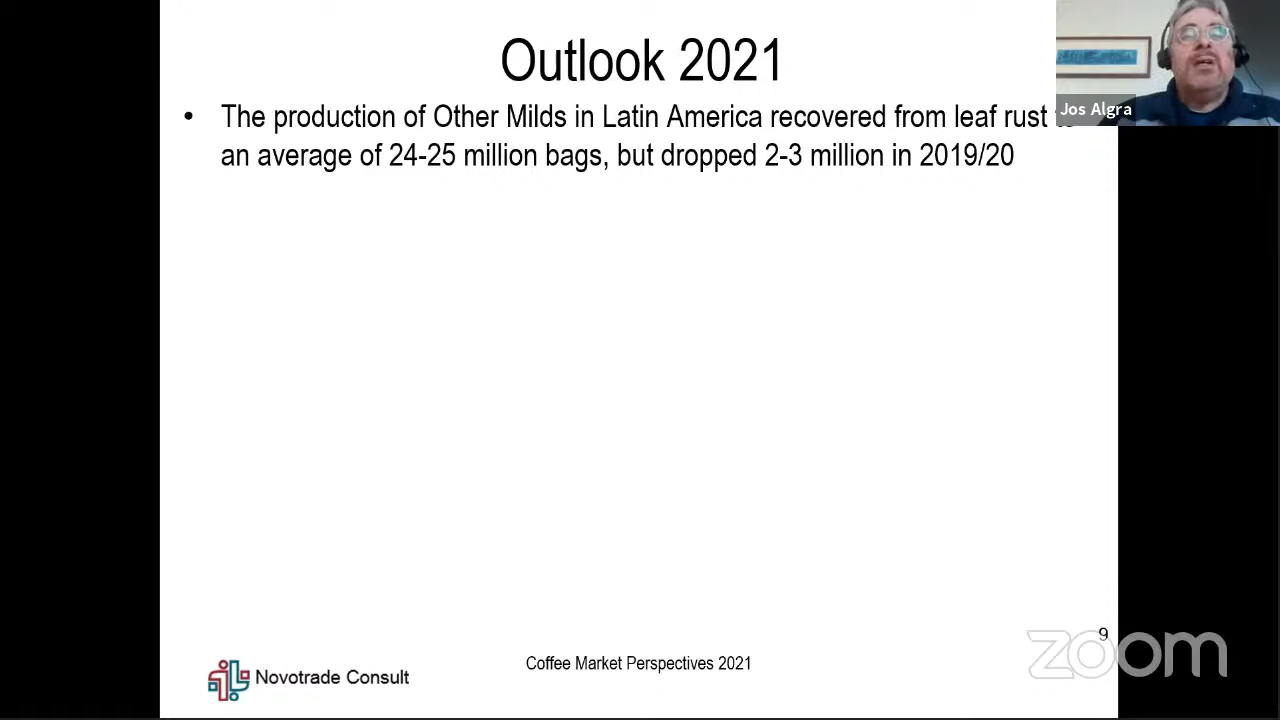 Outlook 2021
• The production of Other Milds in Latin America recovered from leaf rust
an average of 24-25 million bags, but dropped 2-3 million in 2019/20
Jos Algra
9
zoom
Coffee Market Perspectives 2021
Novotrade Consult